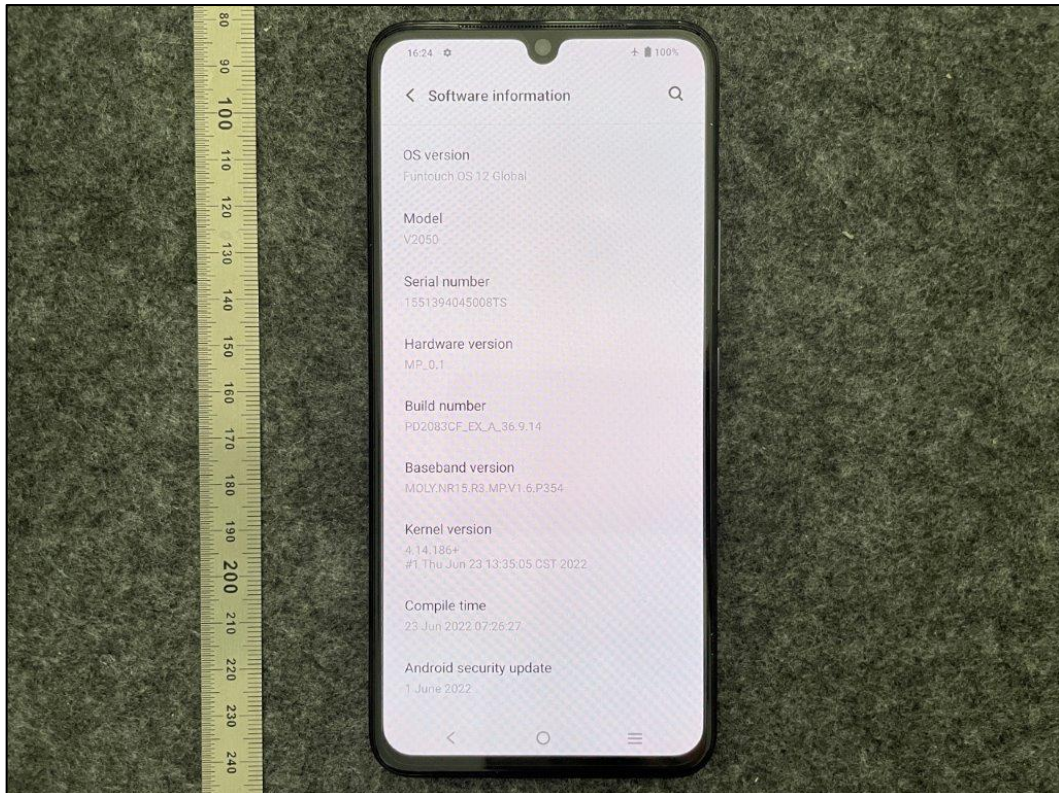 80
90
100
110
120
130
140
150
160
170
180
190
200
210
220
230
240
16:24 100%
Software information
OS version
Funtouch OS 12 Global
Model
V2050
Serial number
1551394045008TS
Hardware version
MP_0.1
Build number
PD2083CF_EX_A_36.9.14
Baseband version
MOLY.NR15.R3.MP.V1.6.P354
Kernel version
4.14.186+
#1 Thu Jun 23 13:35:05 CST 2022
Compile time
23 Jun 2022 07:26:27
Android security update
1 June 2022